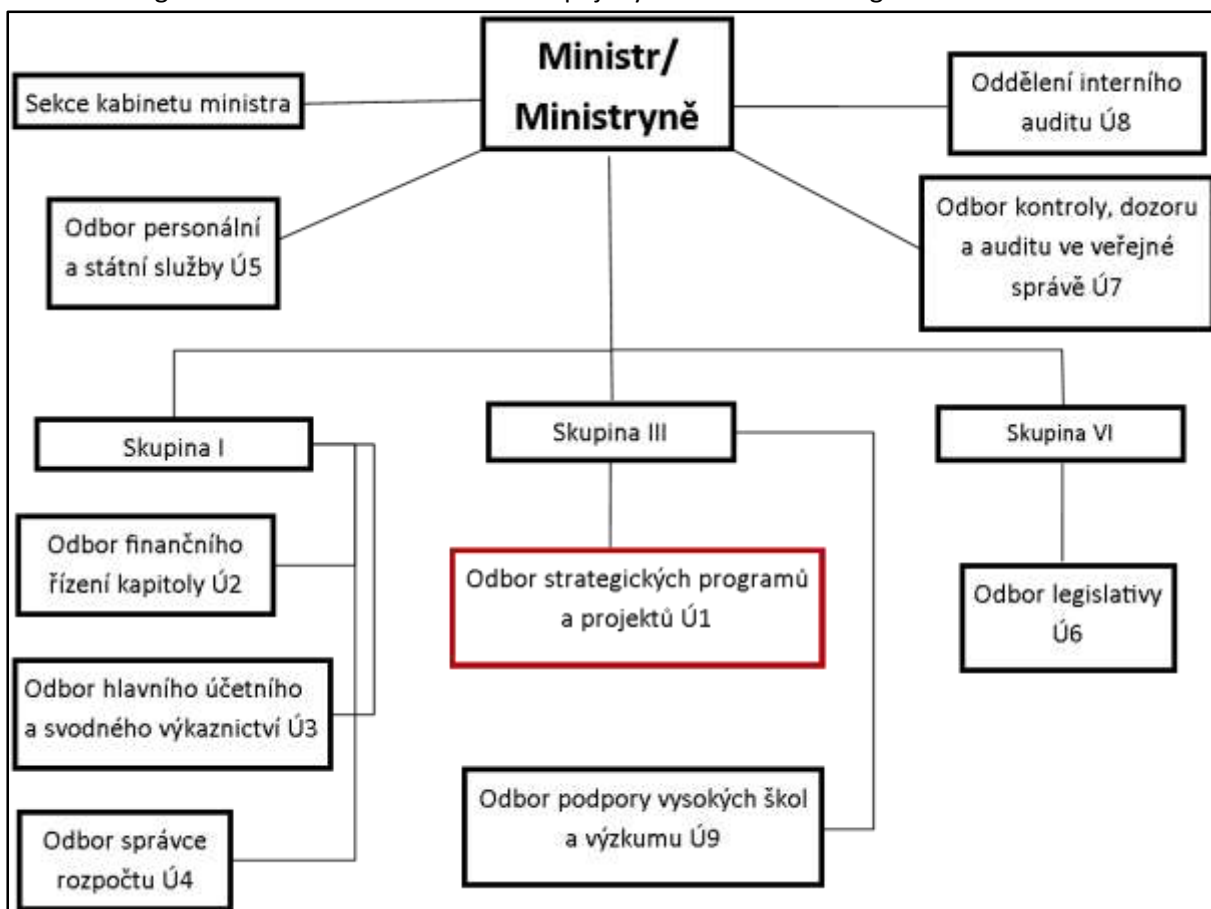 Ministr/
Ministryně
Sekce kabinetu ministra
Oddělení interního
auditu Ú8
Odbor personální
a státní služby Ú5
Odbor kontroly, dozoru
a auditu ve veřejné
správě Ú7
Skupina I
Skupina III
Skupina VI
Odbor finančního
řízení kapitoly Ú2
Odbor strategických programů
a projektů Ú1
Odbor legislativy
Ú6
Odbor hlavního účetního
a svodného výkaznictví Ú3
Odbor podpory vysokých škol
a výzkumu Ú9
Odbor správce
rozpočtu Ú4